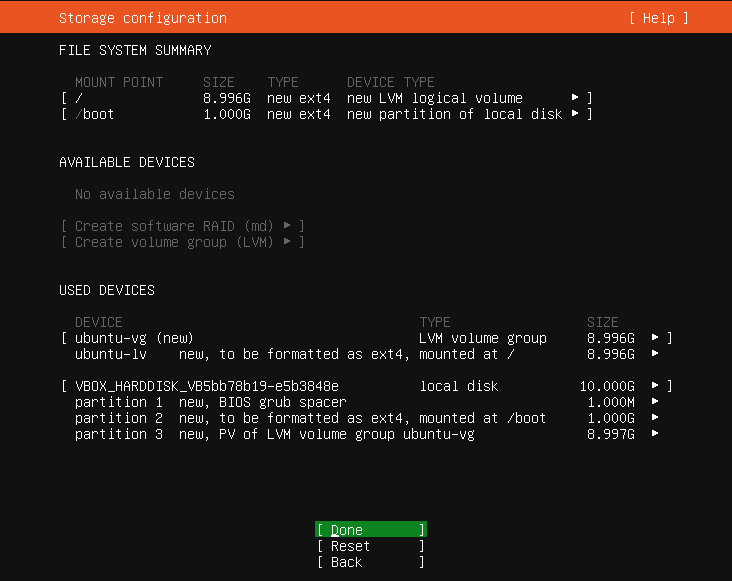 Storage configuration [ Help ]
FILE SYSTEM SUMMARY
MOUNT POINT SIZE TYPE DEVICE TYPE
[ / 8.996G new ext4 new LVM logical volume ▸ ]
[ /boot 1.000G new ext4 new partition of local disk ▸ ]
AVAILABLE DEVICES
No available devices
[ Create software RAID (md) ▸ ]
[ Create volume group (LVM) ▸ ]
USED DEVICES
DEVICE TYPE SIZE
[ ubuntu-vg (new) LVM volume group 8.996G ▸ ]
ubuntu-lv new, to be formatted as ext4, mounted at / 8.996G ▸
[ VBOX_HARDDISK_VB5bb78b19-e5b3848e local disk 10.000G ▸ ]
partition 1 new, BIOS grub spacer 1.000M ▸
partition 2 new, to be formatted as ext4, mounted at /boot 1.000G ▸
partition 3 new, PV of LVM volume group ubuntu-vg 8.997G ▸
[ Done ]
[ Reset ]
[ Back ]